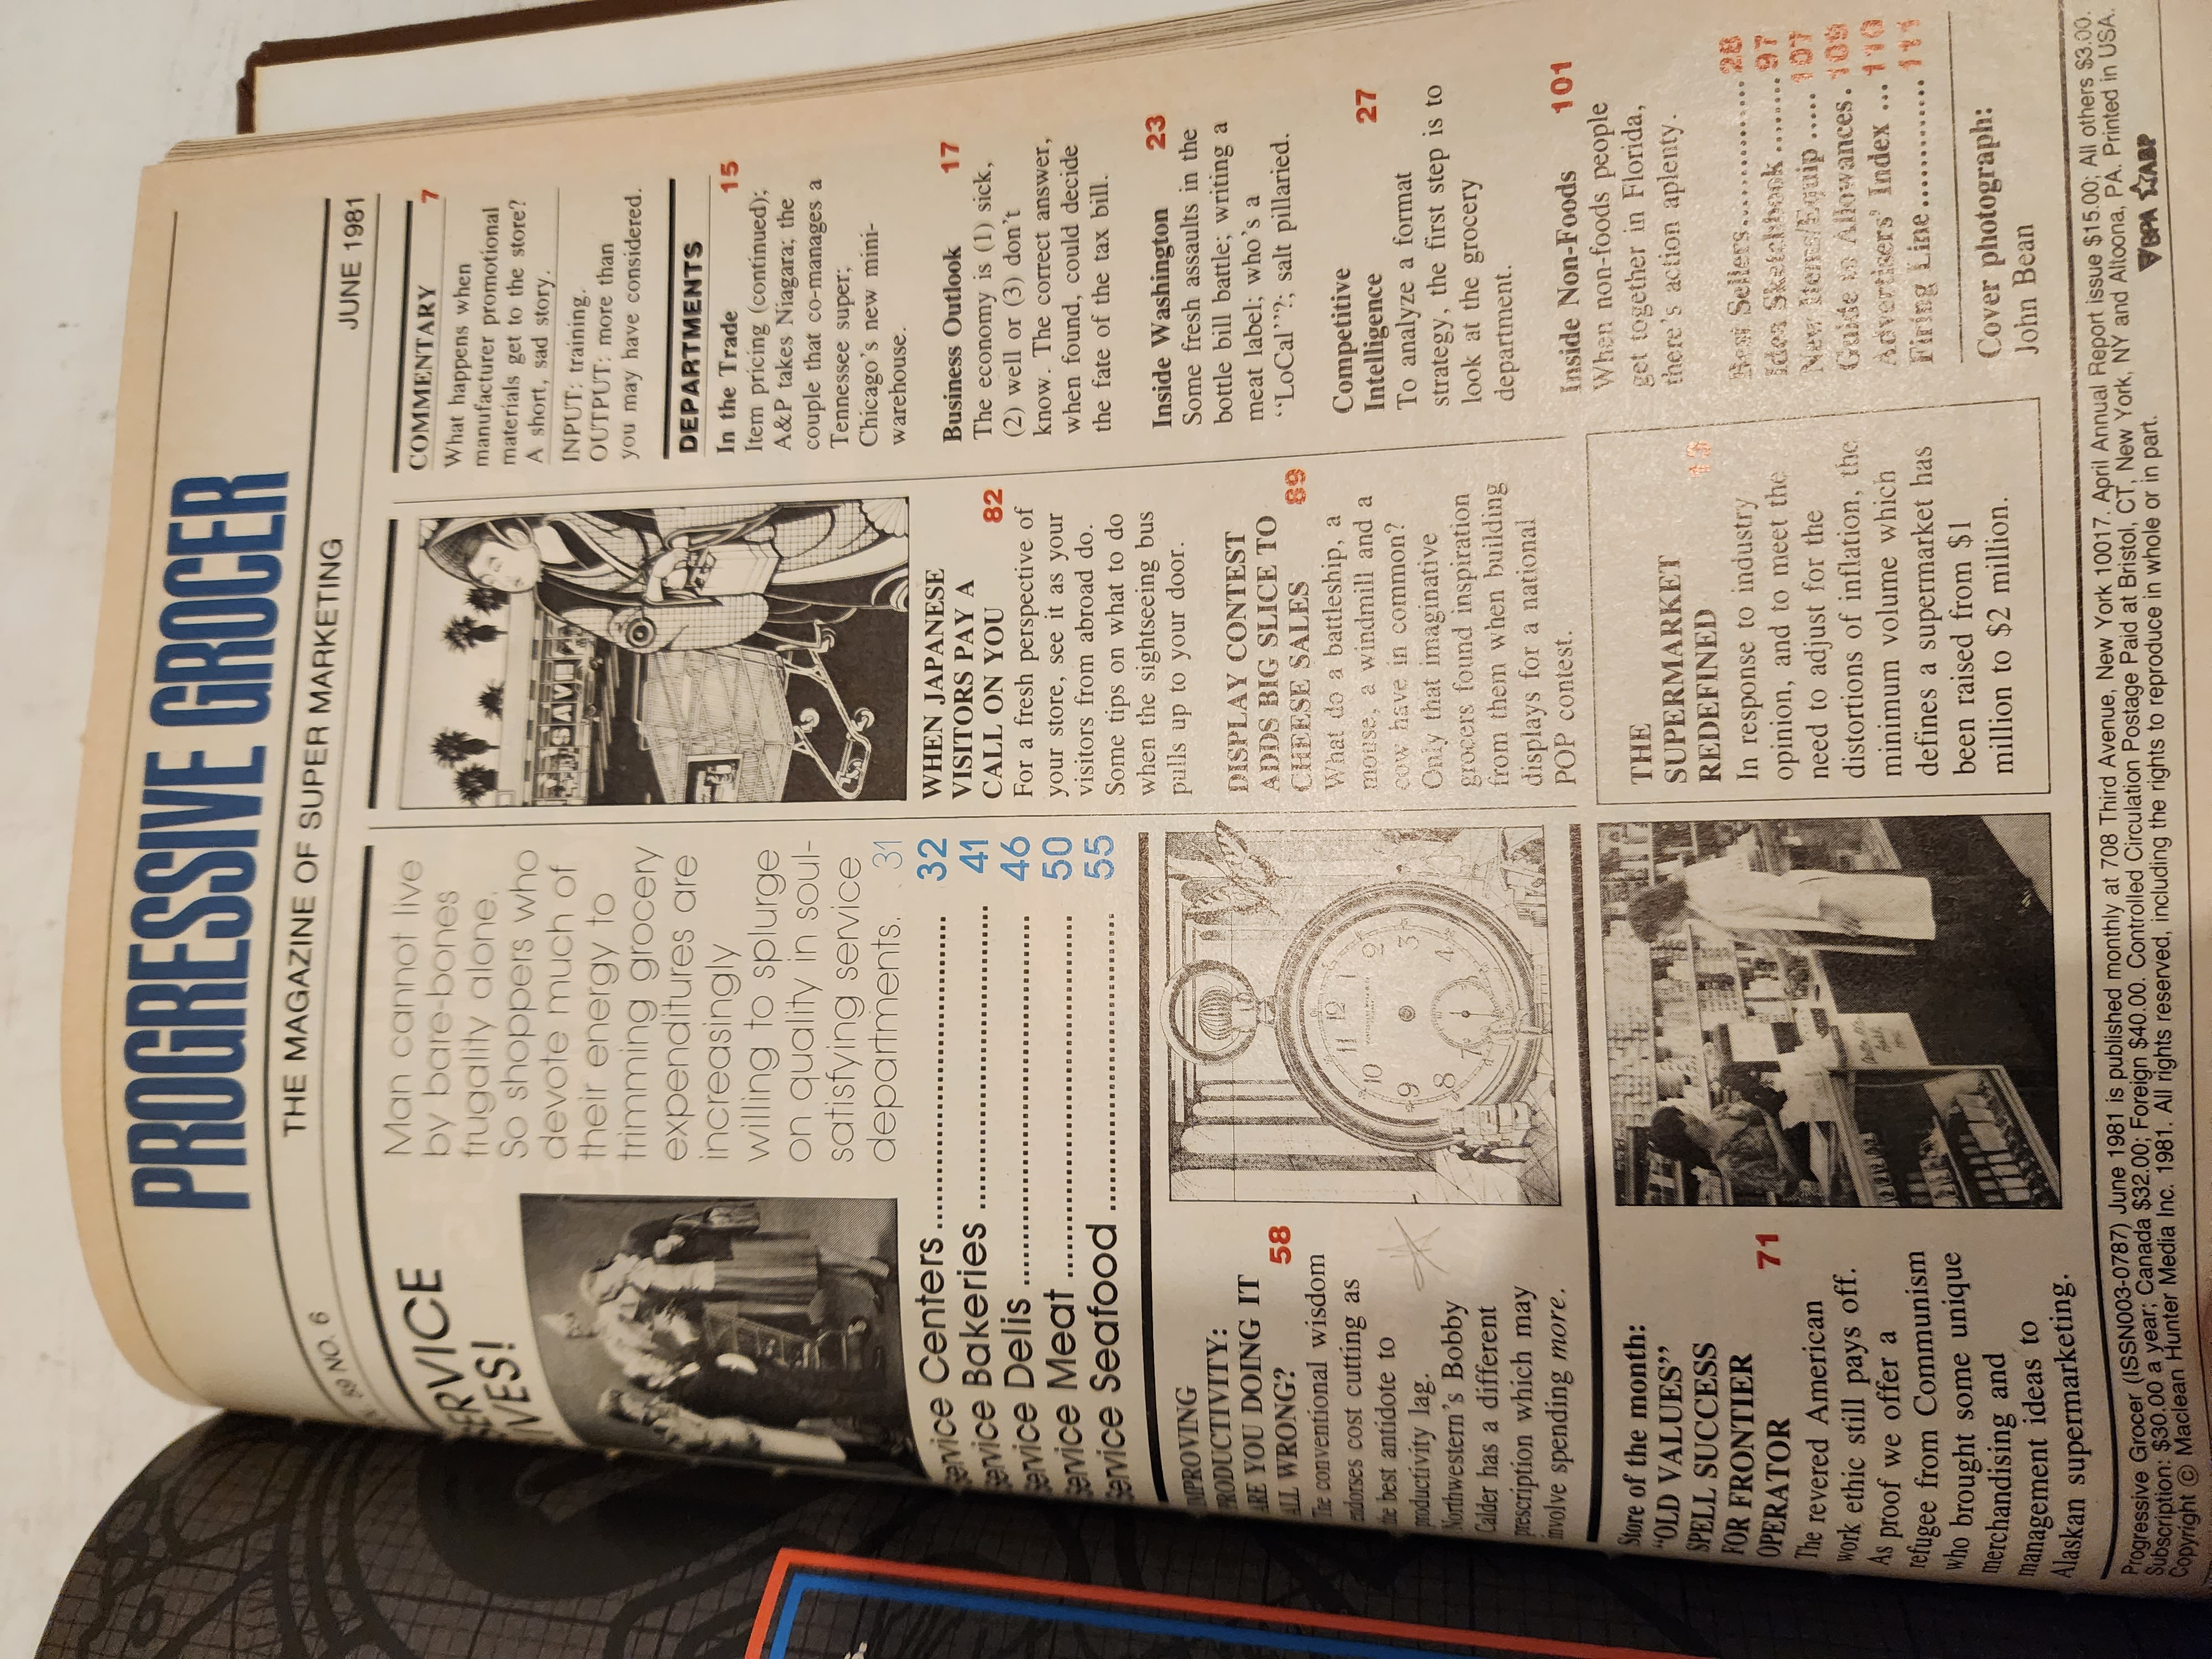 PROGRESSIVE GROCER
THE MAGAZINE OF SUPER MARKETING
NO. 6
JUNE 1981
Man cannot live
by bare-bones
frugality alone.
So shoppers who
devote much of
their energy to
trimming grocery
expenditures are
increasingly
willing to splurge
on quality in soul-
satisfying service
departments. 31
Service Centers 32
Service Bakeries 41
Service Delis 46
Service Meat 50
Service Seafood 55
IMPROVING
PRODUCTIVITY:
ARE YOU DOING IT
ALL WRONG? 58
The conventional wisdom
endorses cost cutting as
the best antidote to
productivity lag.
Northwestern's Bobby
Calder has a different
prescription which may
involve spending more.
11 12 1
10 2
9 3
8 4
7
Store of the month:
"OLD VALUES"
SPELL SUCCESS
FOR FRONTIER
OPERATOR 71
The revered American
work ethic still pays off.
As proof we offer a
refugee from Communism
who brought some unique
merchandising and
management ideas to
Alaskan supermarketing.
SAV
WHEN JAPANESE
VISITORS PAY A
CALL ON YOU 82
For a fresh perspective of
your store, see it as your
visitors from abroad do.
Some tips on what to do
when the sightseeing bus
pulls up to your door.
DISPLAY CONTEST
ADDS BIG SLICE TO
CHEESE SALES 89
What do a battleship, a
mouse, a windmill and a
cow have in common?
Only that imaginative
grocers found inspiration
from them when building
displays for a national
POP contest.
THE
SUPERMARKET
REDEFINED
In response to industry
opinion, and to meet the
need to adjust for the
distortions of inflation, the
minimum volume which
defines a supermarket has
been raised from $1
million to $2 million.
COMMENTARY 7
What happens when
manufacturer promotional
materials get to the store?
A short, sad story.
INPUT: training.
OUTPUT: more than
you may have considered.
DEPARTMENTS
In the Trade 15
Item pricing (continued);
A&P takes Niagara; the
couple that co-manages a
Tennessee super;
Chicago's new mini-
warehouse.
Business Outlook 17
The economy is (1) sick,
(2) well or (3) don't
know. The correct answer,
when found, could decide
the fate of the tax bill.
Inside Washington 23
Some fresh assaults in the
bottle bill battle; writing a
meat label; who's a
"LoCal"?; salt pillaried.
Competitive
Intelligence 27
To analyze a format
strategy, the first step is to
look at the grocery
department.
Inside Non-Foods 101
When non-foods people
get together in Florida,
there's action aplenty.
Best Sellers 28
Idea Sketchbook 97
New Items/Equip 107
Guide to Allowances 109
Advertisers' Index 110
Firing Line 111
Cover photograph:
John Bean
Progressive Grocer (ISSN003-0787) June 1981 is published monthly at 708 Third Avenue, New York 10017. April Annual Report issue $15.00; All others $3.00.
Subscription: $30.00 a year; Canada $32.00; Foreign $40.00. Controlled Circulation Postage Paid at Bristol, CT, New York, NY and Altoona, PA. Printed in USA.
Copyright © Maclean Hunter Media Inc. 1981. All rights reserved, including the rights to reproduce in whole or in part.
BPA ABP